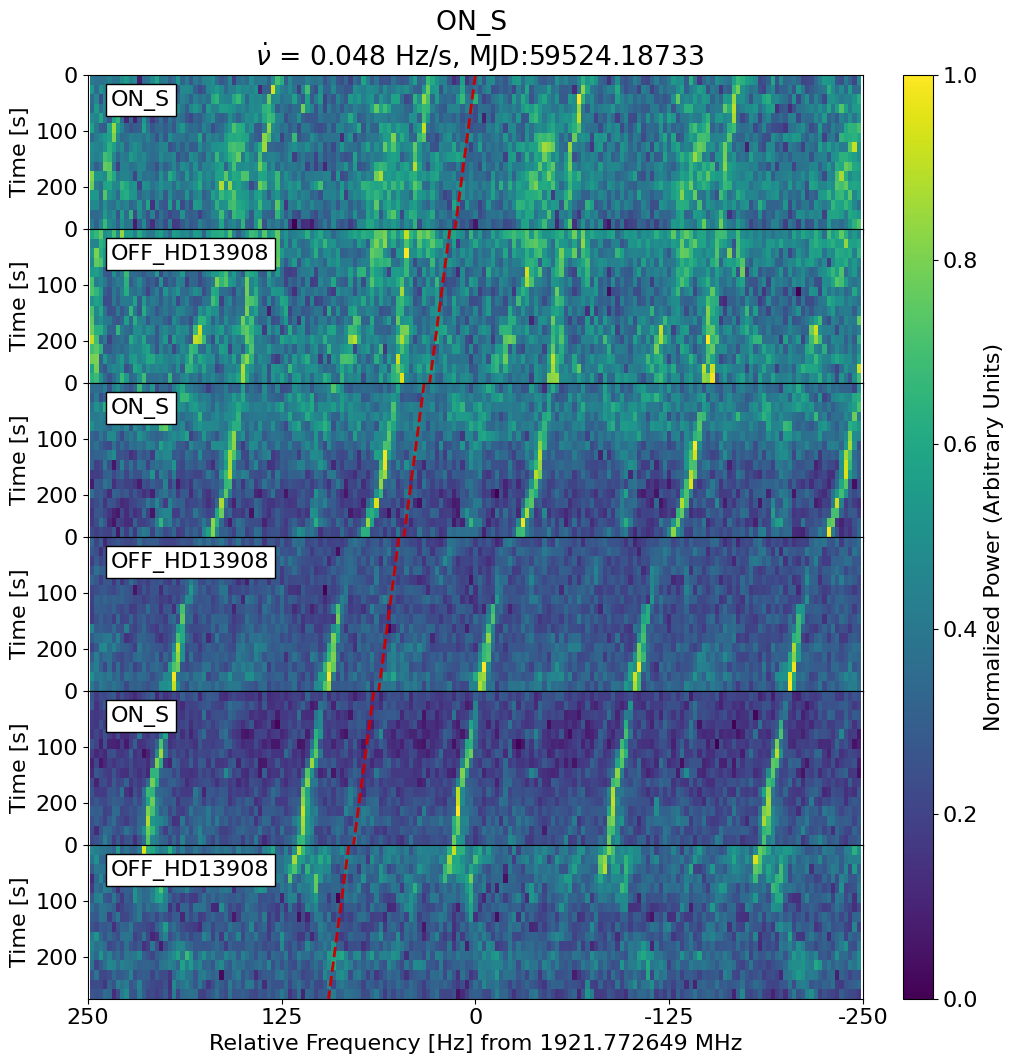 ON_S
ν̇ = 0.048 Hz/s, MJD:59524.18733
0
ON_S
100
Time [s]
200
0
OFF_HD13908
100
Time [s]
200
0
ON_S
100
Time [s]
200
0
OFF_HD13908
100
Time [s]
200
0
ON_S
100
Time [s]
200
0
OFF_HD13908
100
Time [s]
200
250 125 0 -125 -250
Relative Frequency [Hz] from 1921.772649 MHz
1.0
0.8
0.6
0.4
0.2
0.0
Normalized Power (Arbitrary Units)